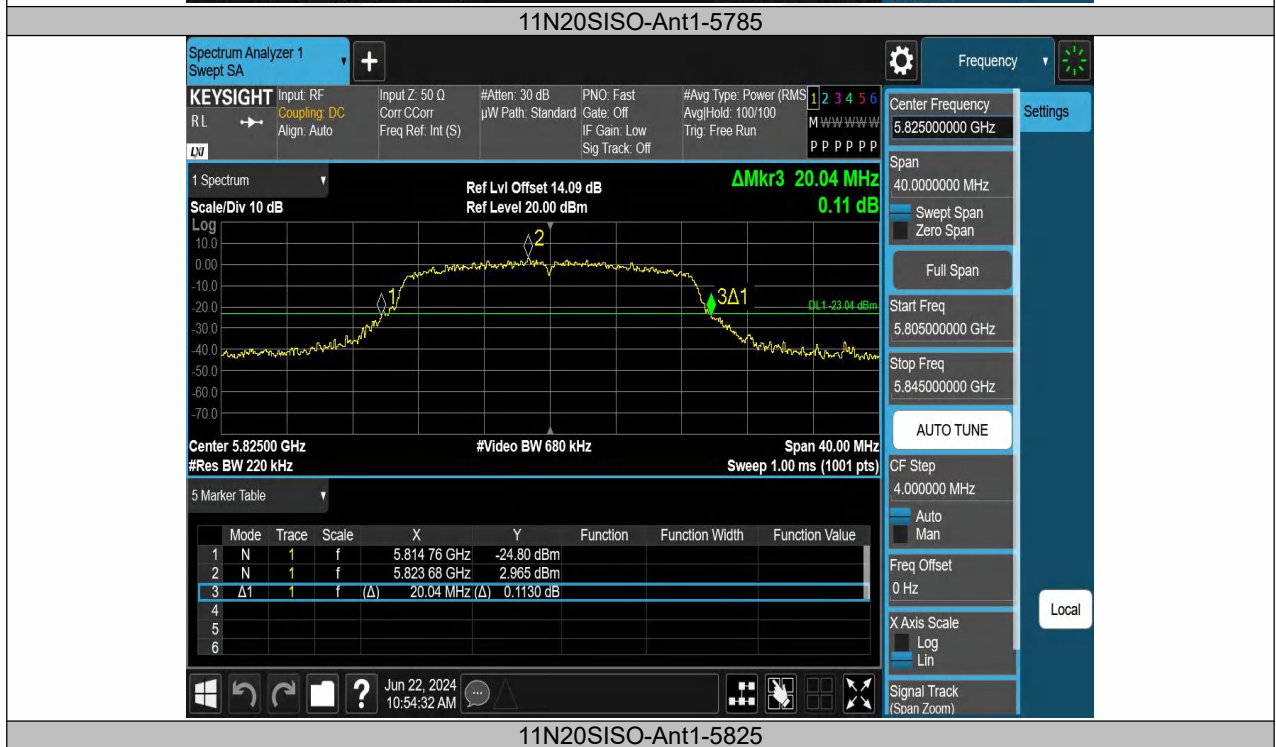 11N20SISO-Ant1-5785
Spectrum Analyzer 1
Swept SA
+
Frequency
KEYSIGHT
RL
LXI
Input: RF
Coupling: DC
Align: Auto
Input Z: 50 Ω
Corr CCorr
Freq Ref: Int (S)
#Atten: 30 dB
µW Path: Standard
PNO: Fast
Gate: Off
IF Gain: Low
Sig Track: Off
#Avg Type: Power (RMS
Avg|Hold: 100/100
Trig: Free Run
1 2 3 4 5 6
M W W W W W
P P P P P P
Center Frequency
5.825000000 GHz
Settings
Span
40.0000000 MHz
Swept Span
Zero Span
Full Span
Start Freq
5.805000000 GHz
Stop Freq
5.845000000 GHz
AUTO TUNE
CF Step
4.000000 MHz
Auto
Man
Freq Offset
0 Hz
X Axis Scale
Log
Lin
Signal Track
(Span Zoom)
Local
1 Spectrum
Scale/Div 10 dB
Ref Lvl Offset 14.09 dB
Ref Level 20.00 dBm
ΔMkr3 20.04 MHz
0.11 dB
Log
10.0
0.00
-10.0
-20.0
-30.0
-40.0
-50.0
-60.0
-70.0
1
2
3Δ1
DL1 -23.04 dBm
Center 5.82500 GHz
#Video BW 680 kHz
Span 40.00 MHz
#Res BW 220 kHz
Sweep 1.00 ms (1001 pts)
5 Marker Table
Mode Trace Scale X Y Function Function Width Function Value
1 N 1 f 5.814 76 GHz -24.80 dBm
2 N 1 f 5.823 68 GHz 2.965 dBm
3 Δ1 1 f (Δ) 20.04 MHz (Δ) 0.1130 dB
4
5
6
?
Jun 22, 2024
10:54:32 AM
11N20SISO-Ant1-5825